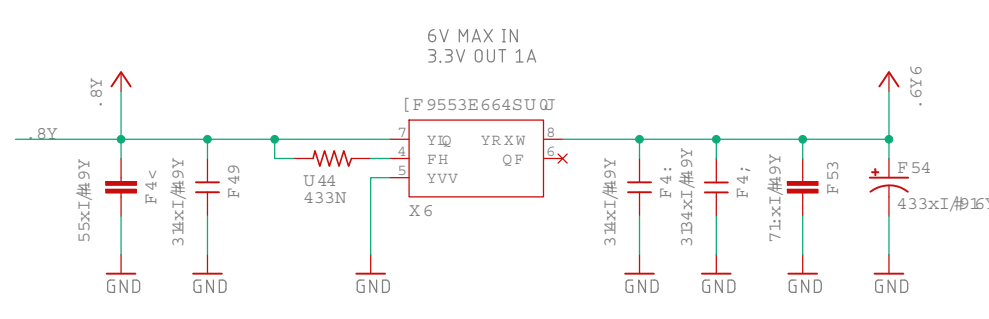 6V MAX IN
3.3V OUT 1A
.8Y
.6Y6
[F9553E664SUQJ
.8Y
7
YIQ
YRXW
8
4
FH
QF
6
5
YVV
U44
433N
X6
F4<
F49
F4:
F4;
F53
F54
GND
GND
GND
GND
GND
GND
GND